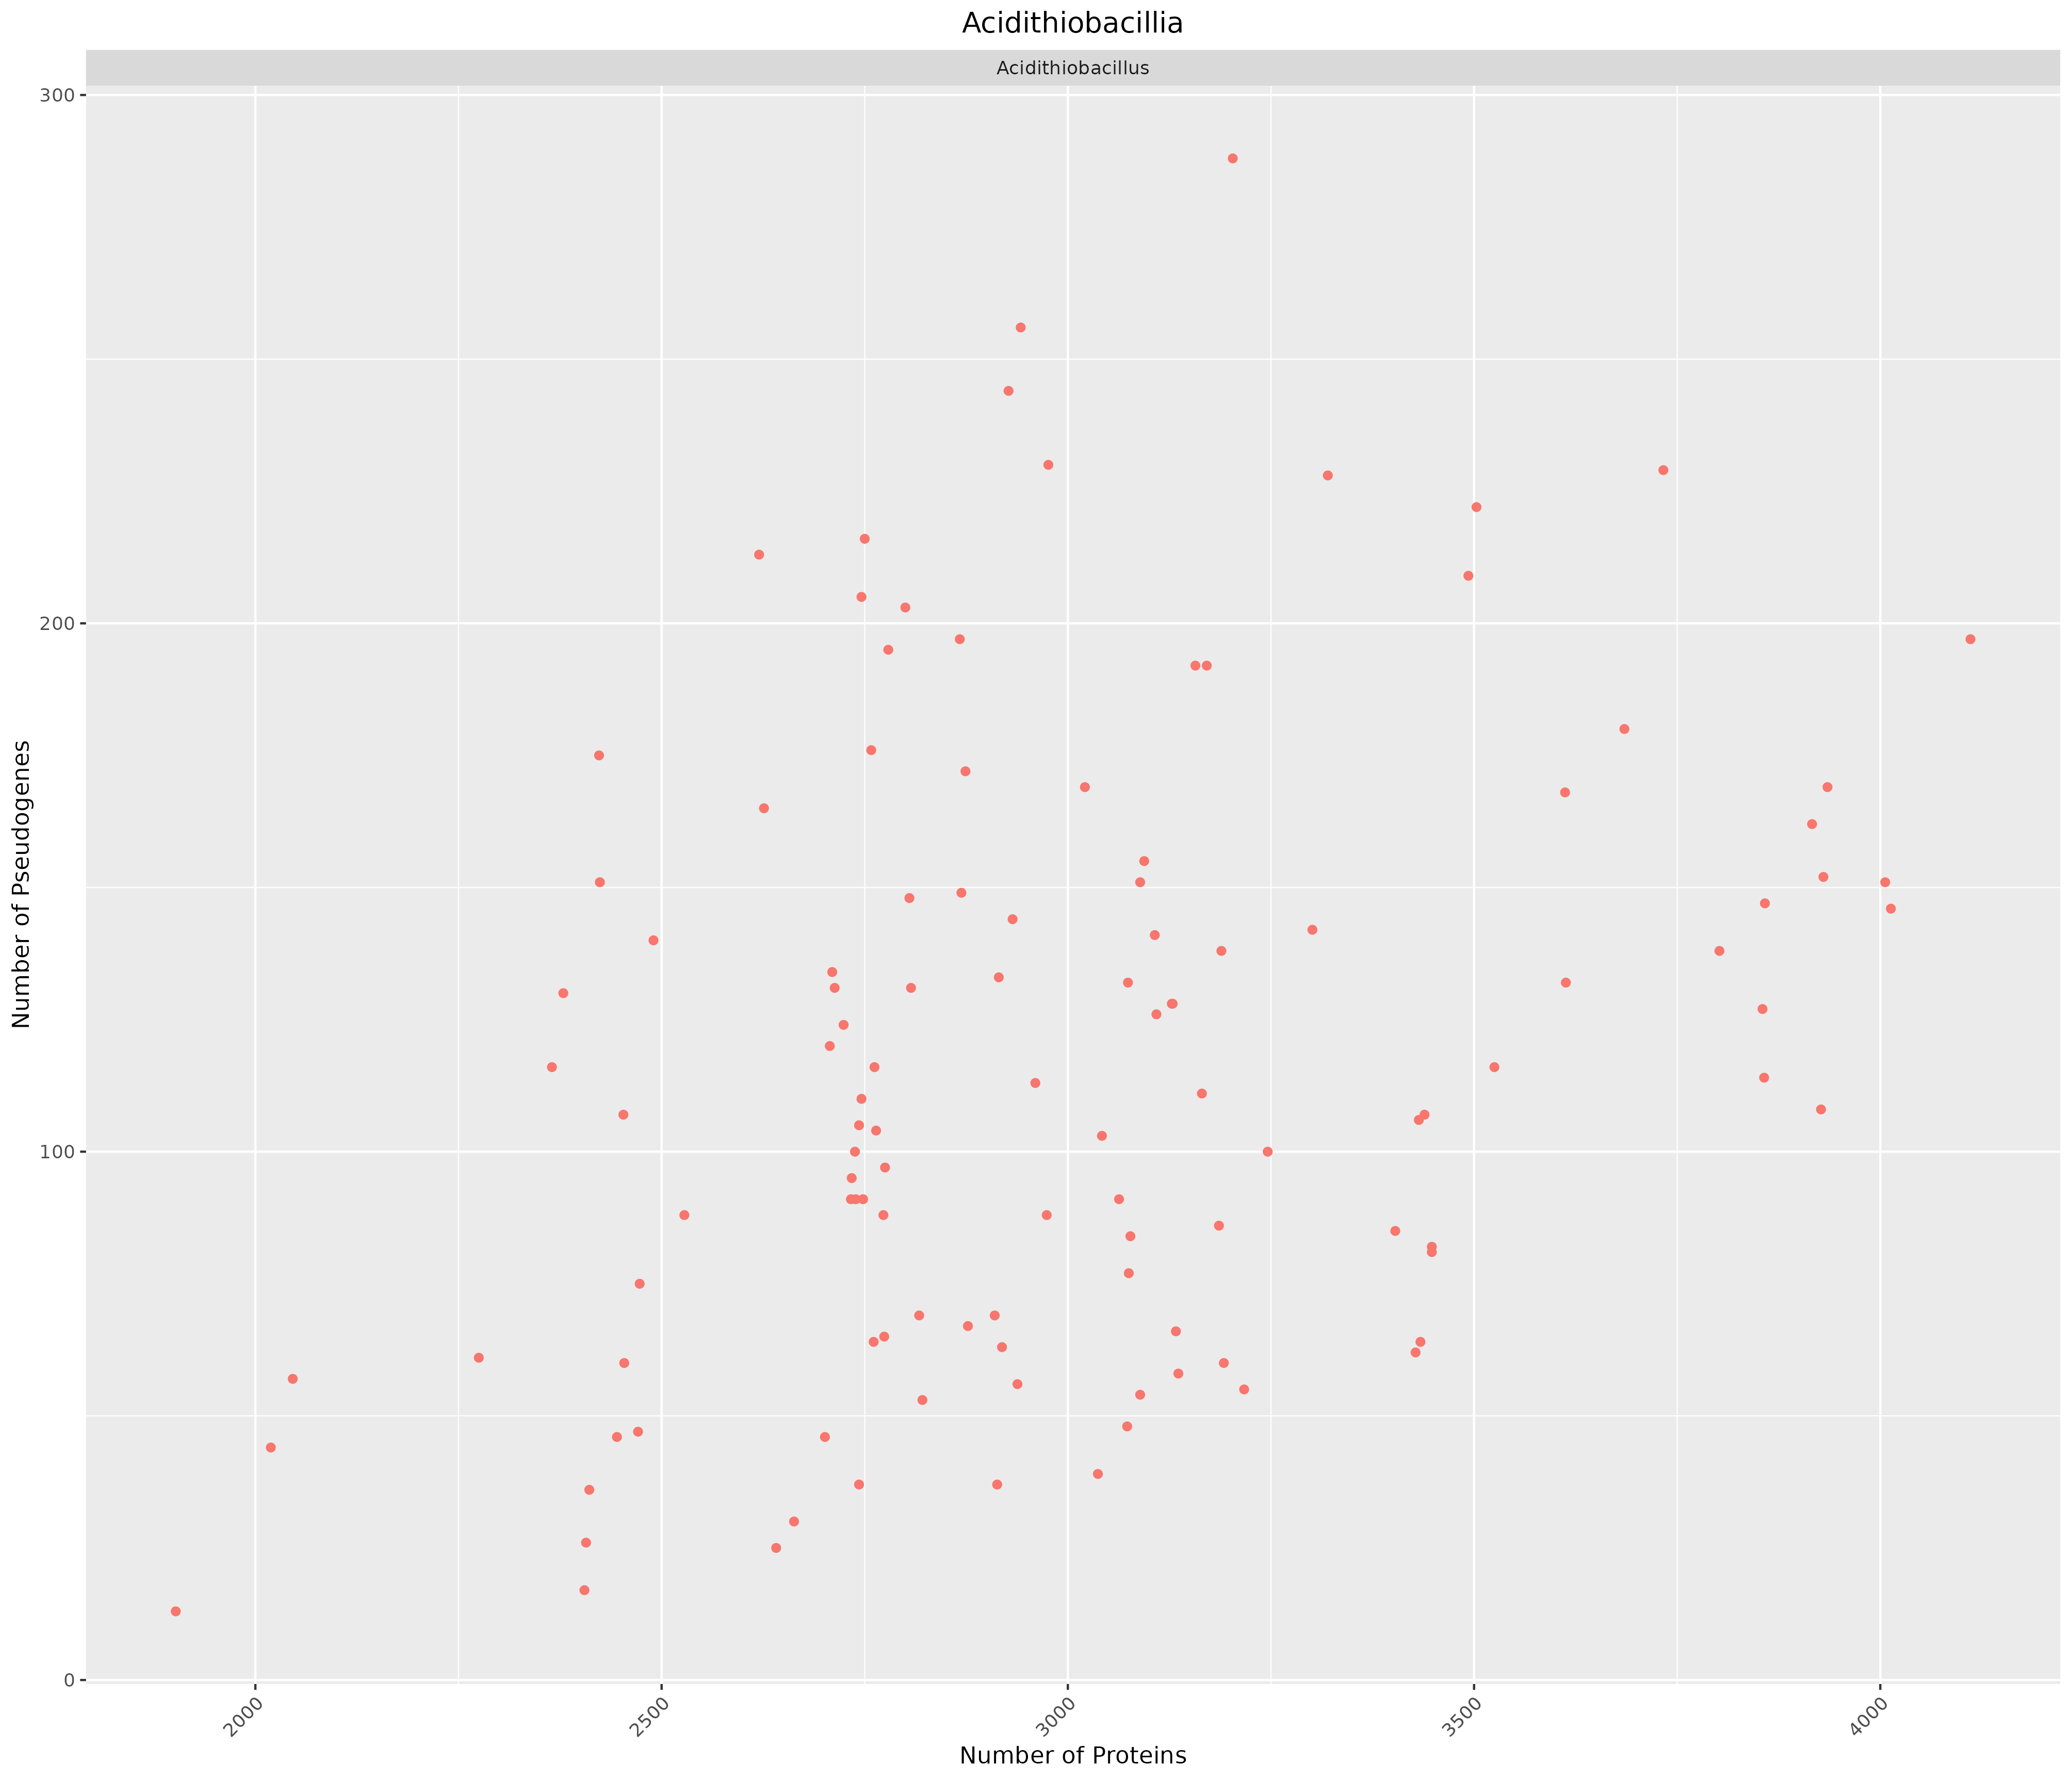 Acidithiobacillia
Acidithiobacillus
300
200
100
0
Number of Pseudogenes
2000
2500
3000
3500
4000
Number of Proteins